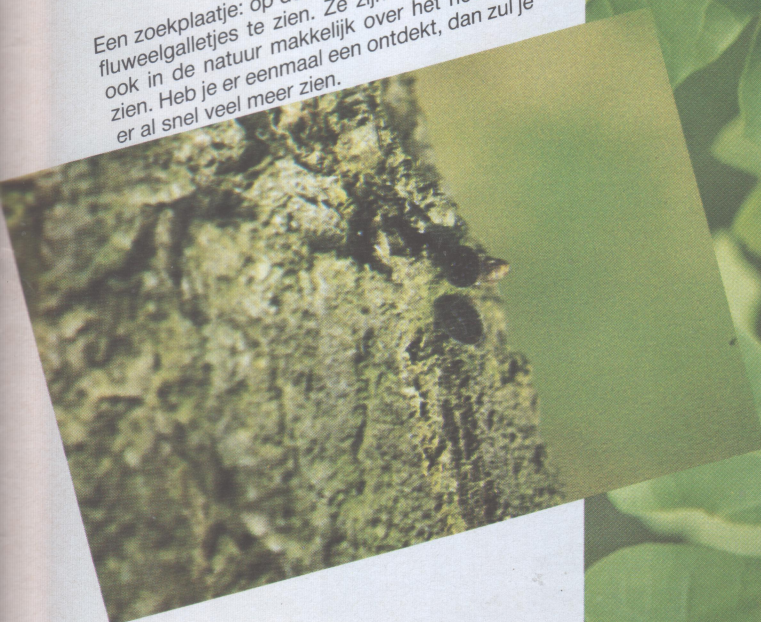 Een zoekplaatje: op
fluweelgalletjes te zien. Ze zijn
ook in de natuur makkelijk over het
zien. Heb je er eenmaal een ontdekt, dan zul je
er al snel veel meer zien.